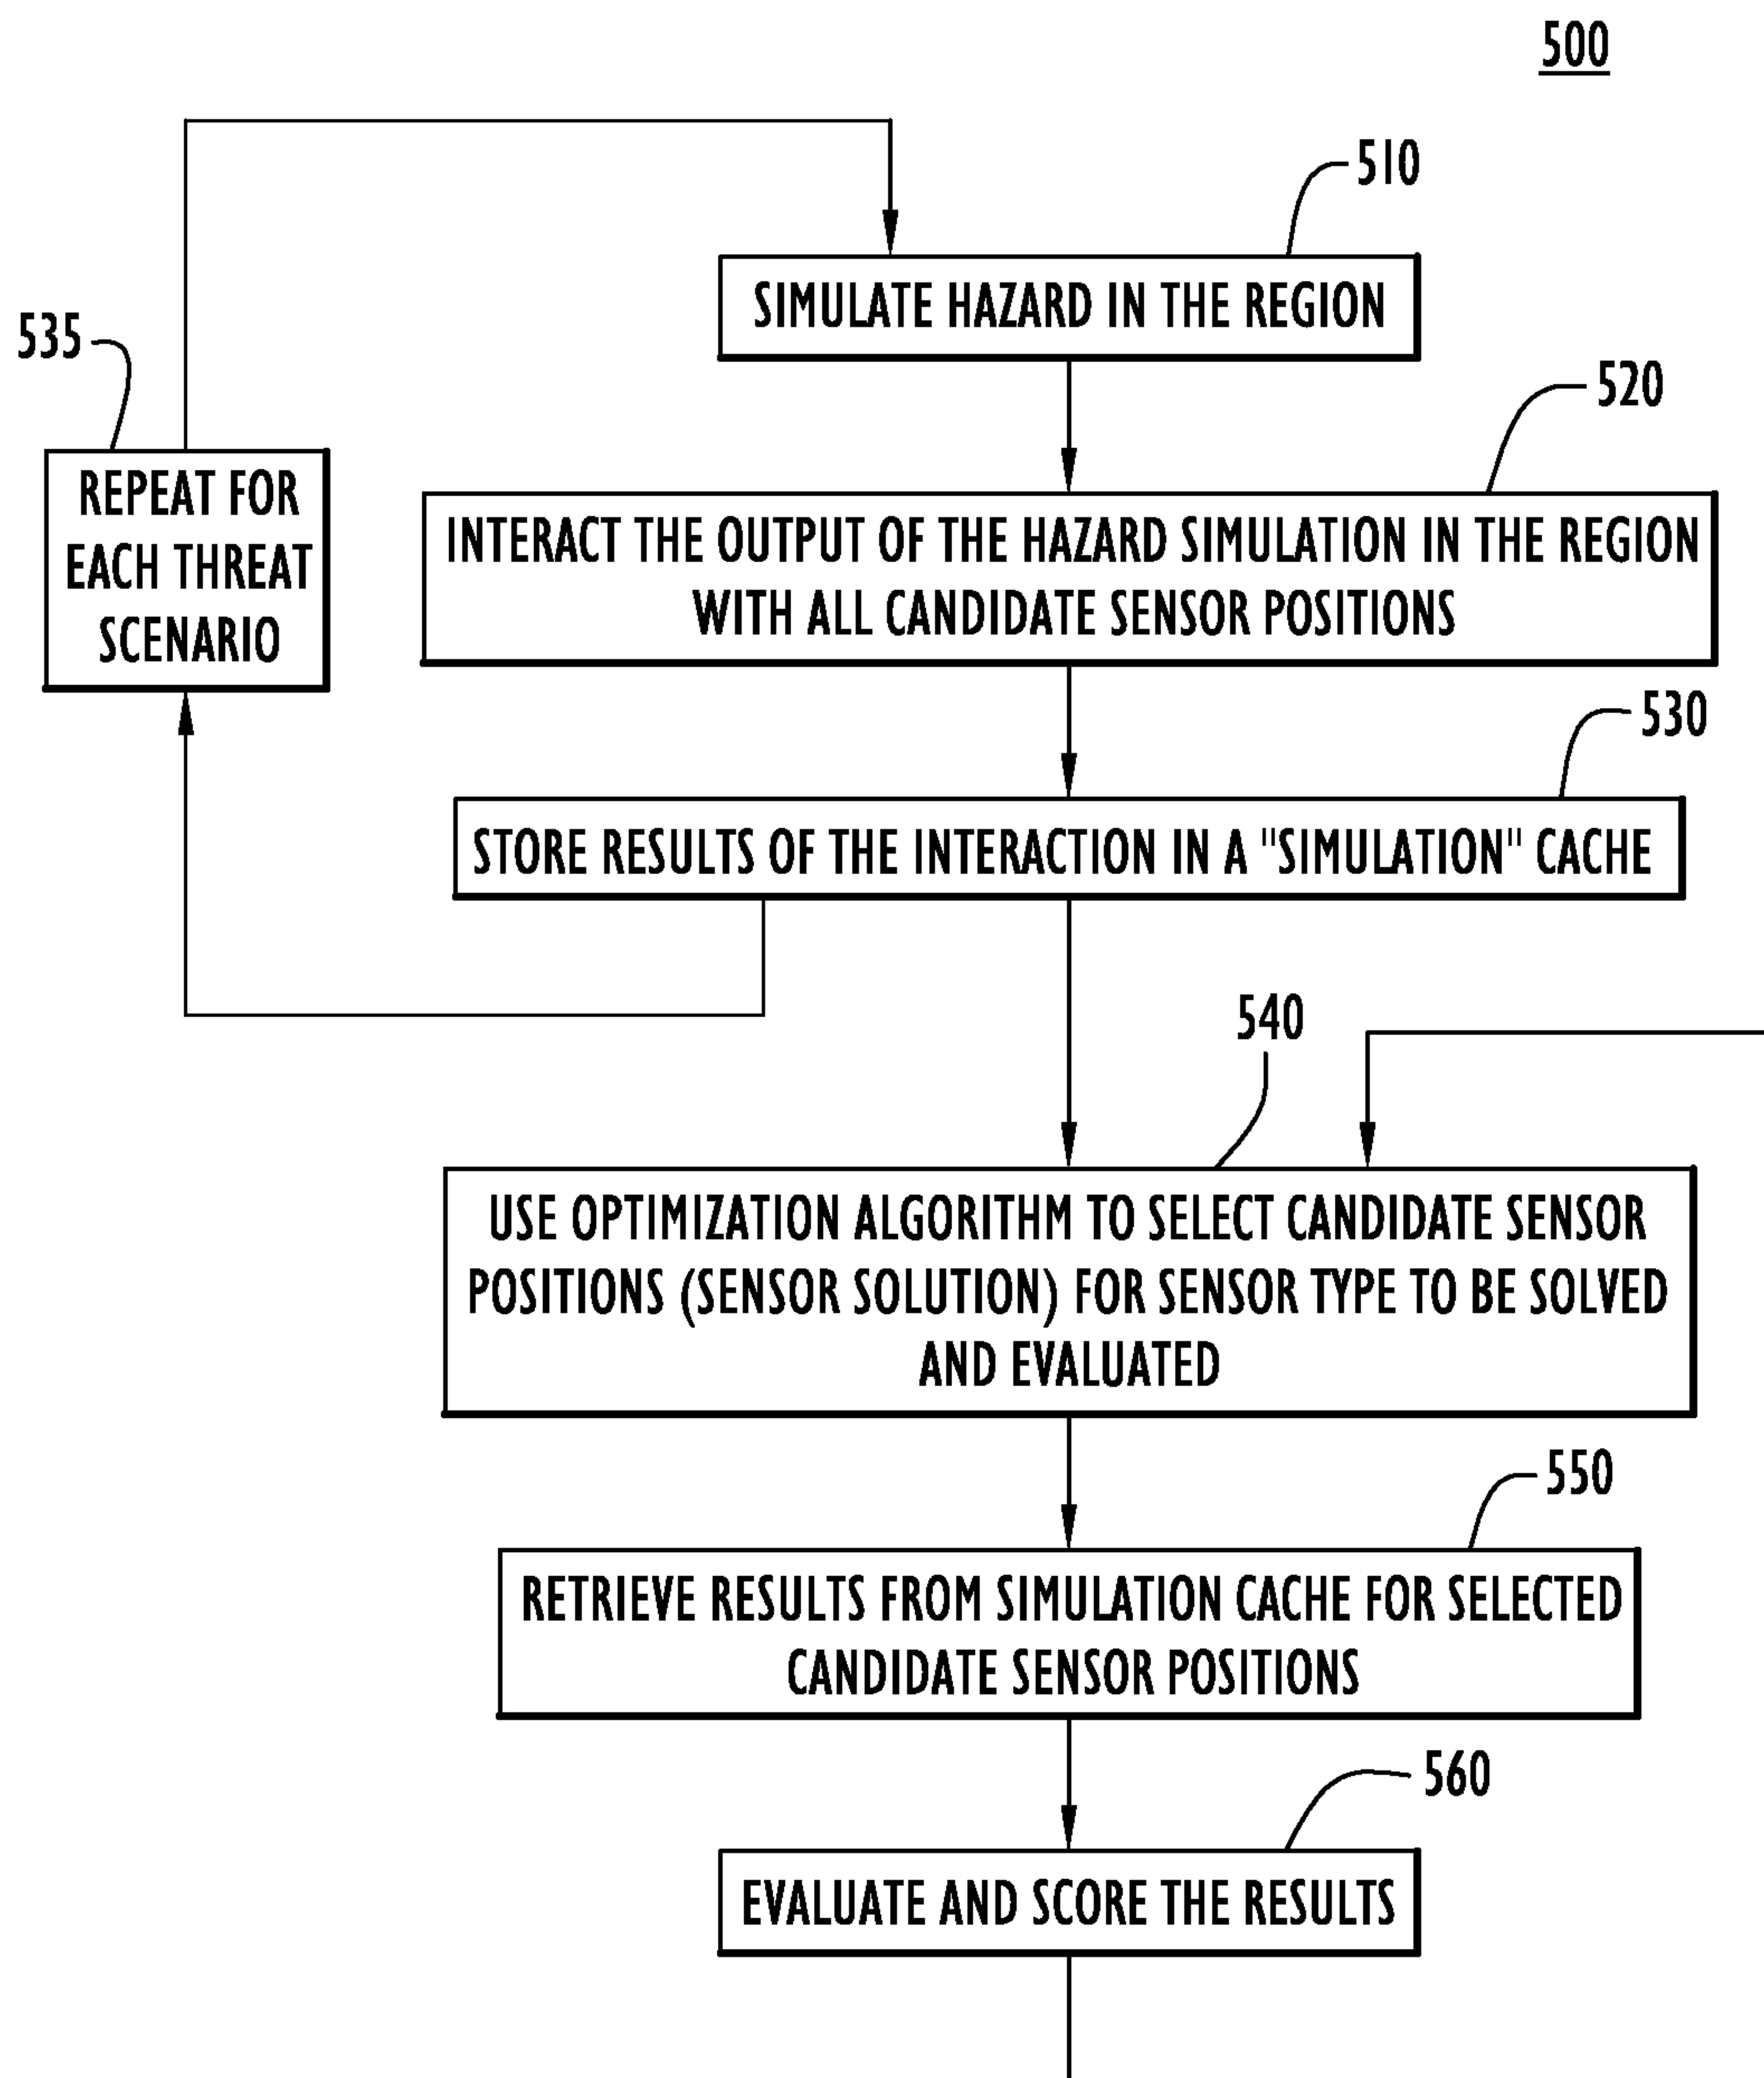 500
510
SIMULATE HAZARD IN THE REGION
535
520
REPEAT FOR
EACH THREAT
SCENARIO
INTERACT THE OUTPUT OF THE HAZARD SIMULATION IN THE REGION
WITH ALL CANDIDATE SENSOR POSITIONS
530
STORE RESULTS OF THE INTERACTION IN A "SIMULATION" CACHE
540
USE OPTIMIZATION ALGORITHM TO SELECT CANDIDATE SENSOR
POSITIONS (SENSOR SOLUTION) FOR SENSOR TYPE TO BE SOLVED
AND EVALUATED
550
RETRIEVE RESULTS FROM SIMULATION CACHE FOR SELECTED
CANDIDATE SENSOR POSITIONS
560
EVALUATE AND SCORE THE RESULTS